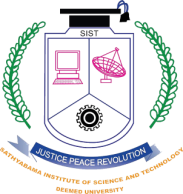 SIST
JUSTICE PEACE REVOLUTION
SATHYABAMA INSTITUTE OF SCIENCE AND TECHNOLOGY
DEEMED UNIVERSITY